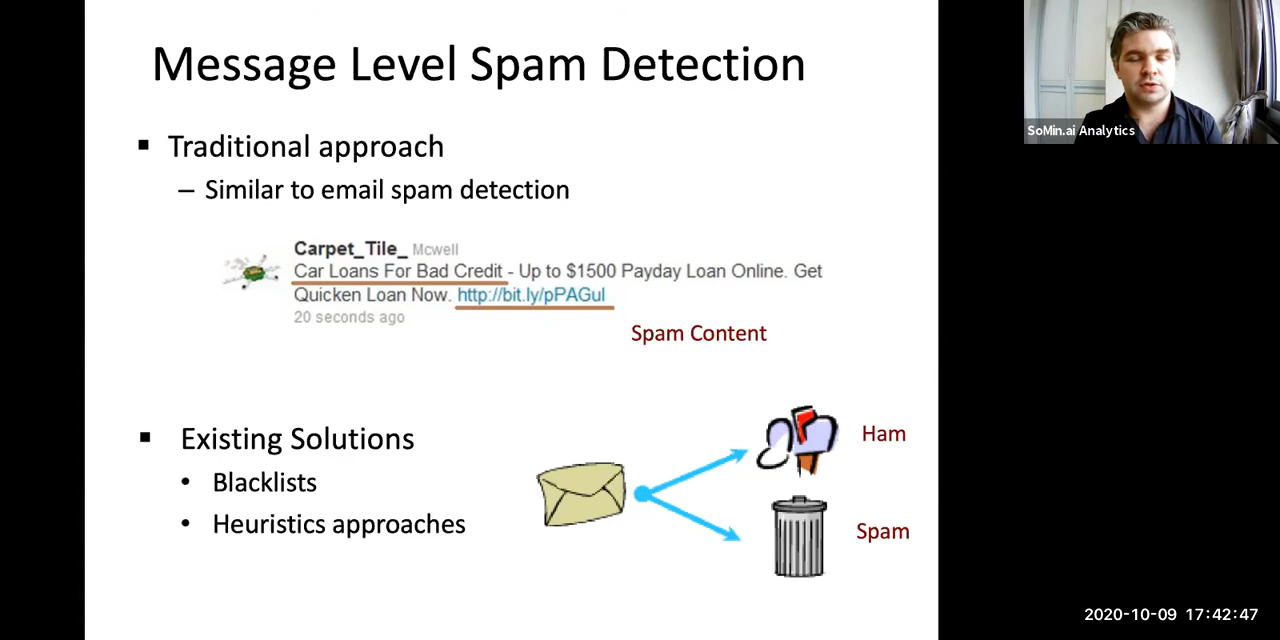 Message Level Spam Detection
SoMin.ai Analytics
Traditional approach
– Similar to email spam detection
Carpet_Tile_ Mcwell
Car Loans For Bad Credit - Up to $1500 Payday Loan Online. Get
Quicken Loan Now. http://bit.ly/pPAGul
20 seconds ago
Spam Content
Existing Solutions
• Blacklists
• Heuristics approaches
Ham
Spam
2020-10-09 17:42:47